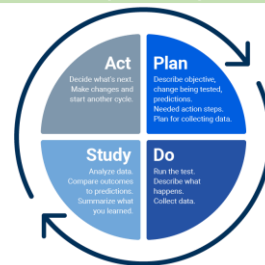 Act
Decide what's next.
Make changes and
start another cycle.
Plan
Describe objective,
change being tested,
predictions.
Needed action steps.
Plan for collecting data.
Study
Analyze data.
Compare outcomes
to predictions.
Summarize what
you learned.
Do
Run the test.
Describe what
happens.
Collect data.